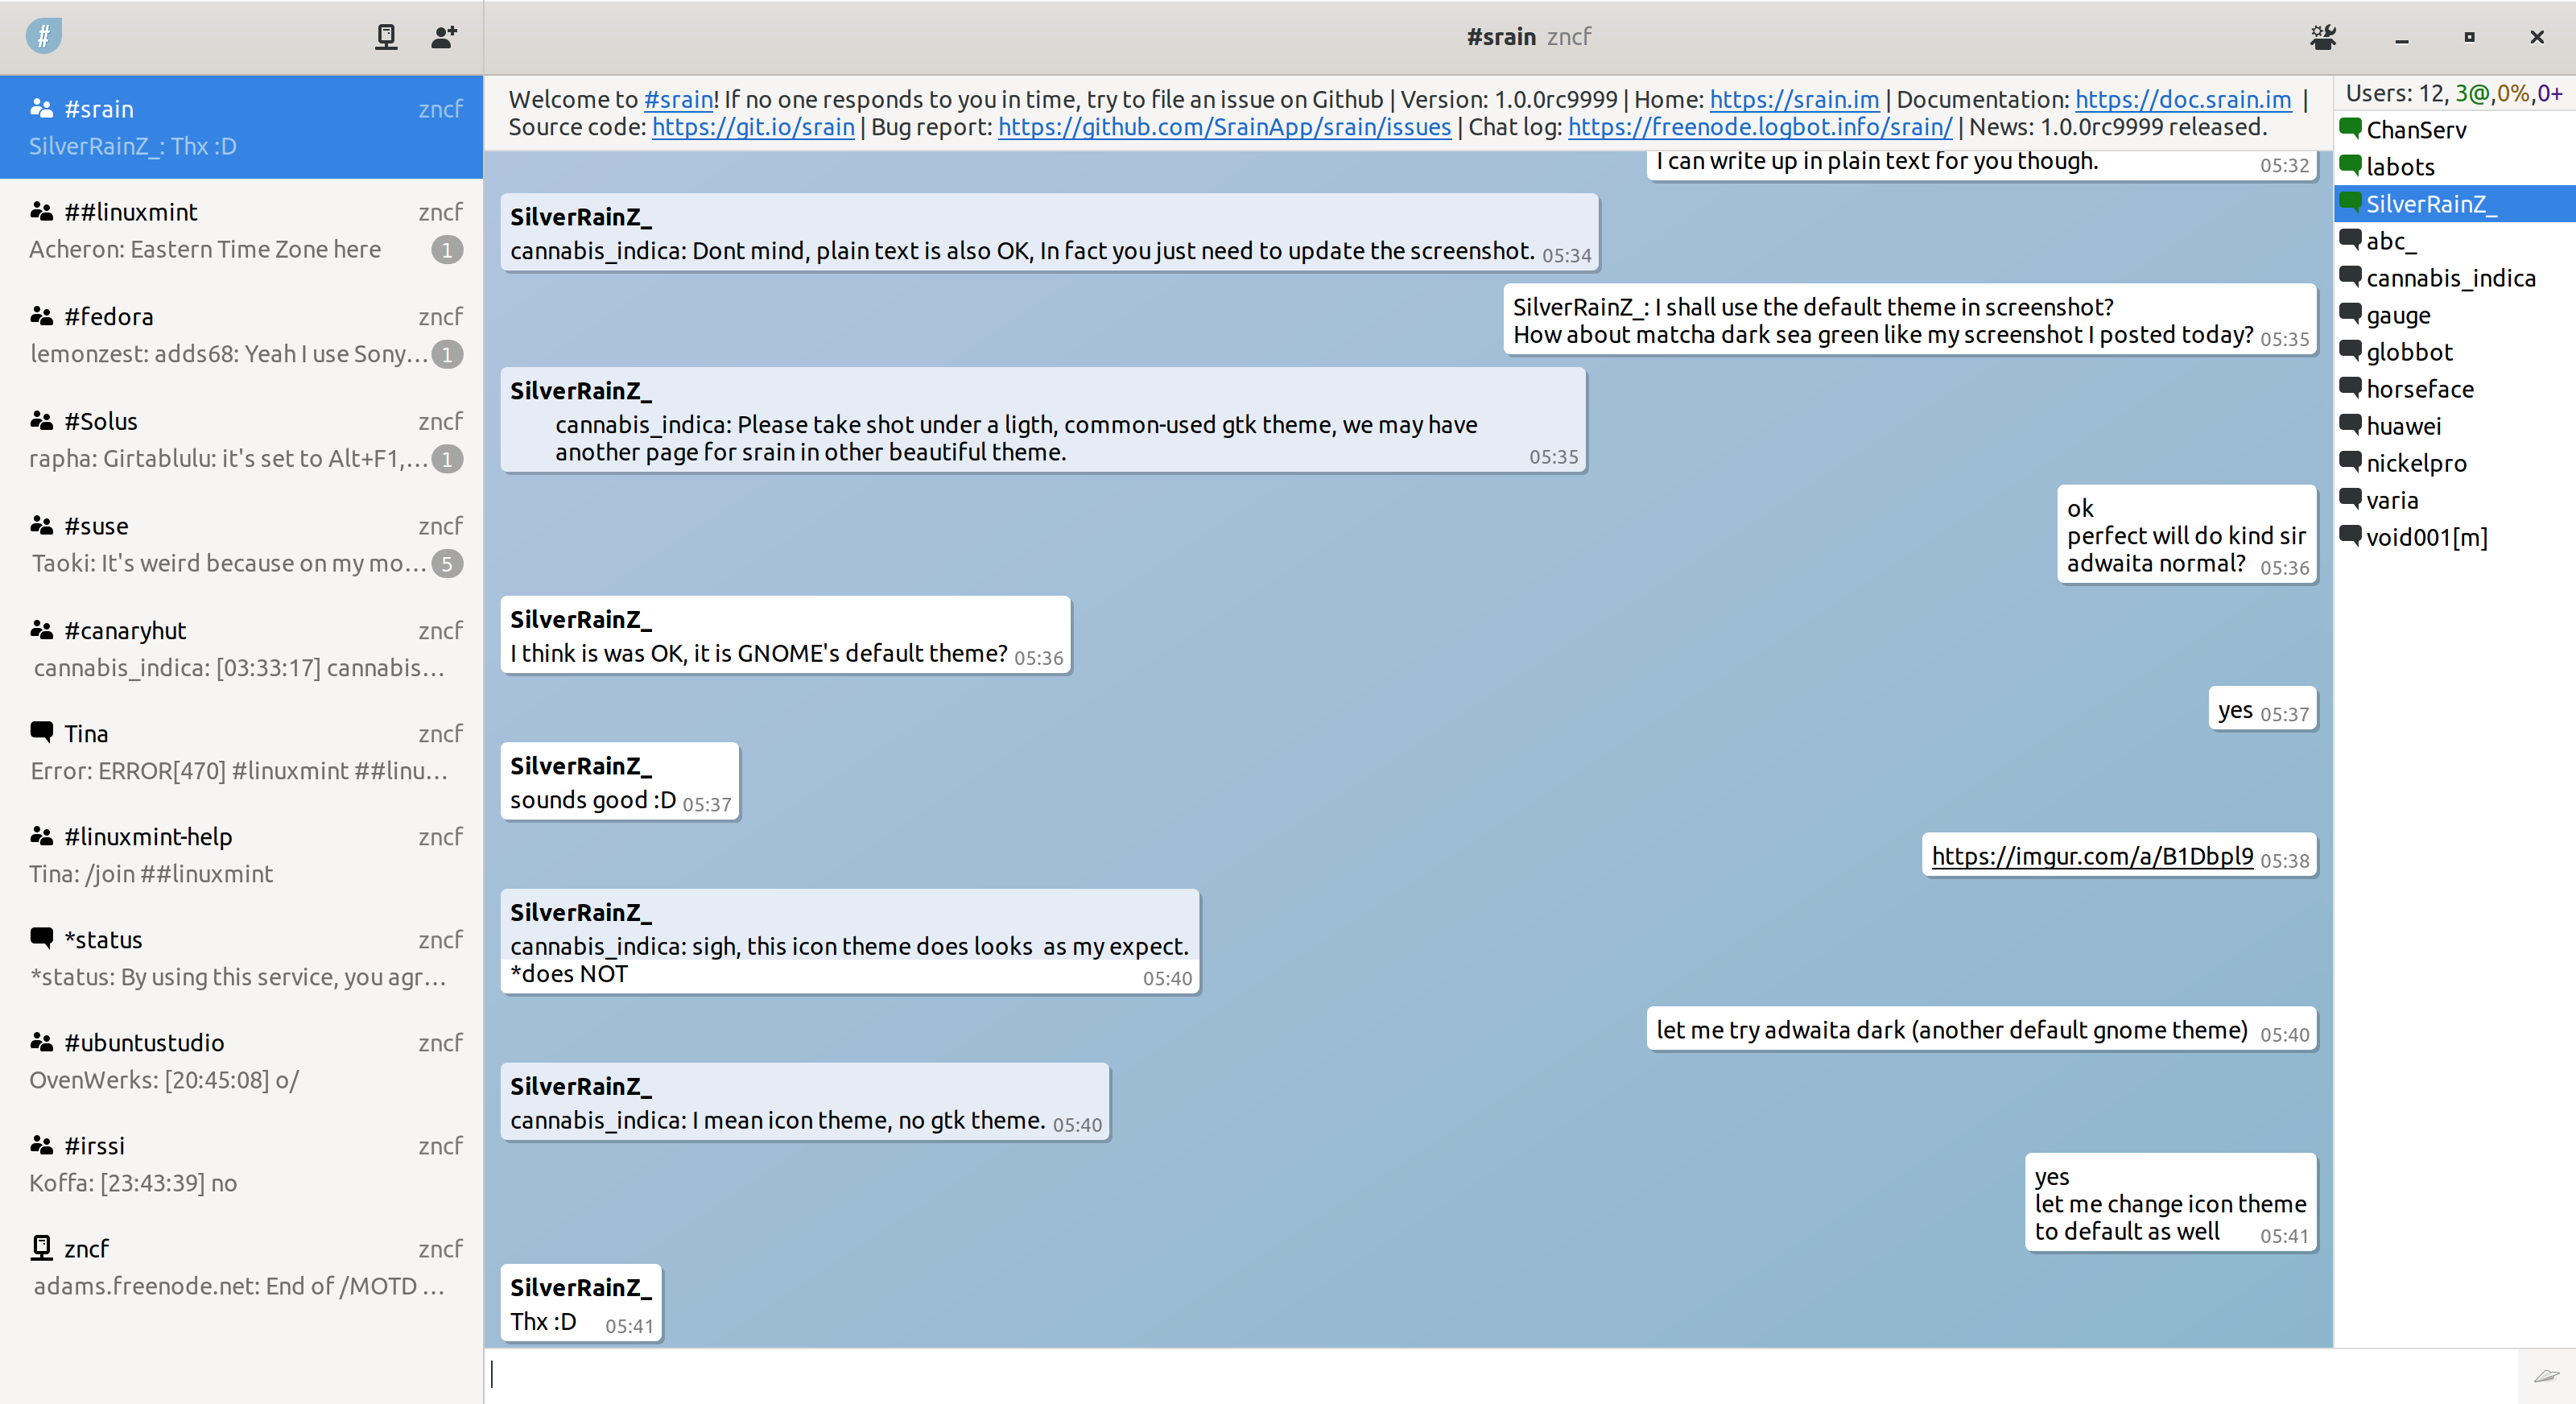 #
#srain zncf
#srain zncf
SilverRainZ_: Thx :D
##linuxmint zncf
Acheron: Eastern Time Zone here 1
#fedora zncf
lemonzest: adds68: Yeah I use Sony... 1
#Solus zncf
rapha: Girtablulu: it's set to Alt+F1,... 1
#suse zncf
Taoki: It's weird because on my mo... 5
#canaryhut zncf
cannabis_indica: [03:33:17] cannabis...
Tina zncf
Error: ERROR[470] #linuxmint ##linu...
#linuxmint-help zncf
Tina: /join ##linuxmint
*status zncf
*status: By using this service, you agr...
#ubuntustudio zncf
OvenWerks: [20:45:08] o/
#irssi zncf
Koffa: [23:43:39] no
zncf zncf
adams.freenode.net: End of /MOTD ...
Welcome to #srain! If no one responds to you in time, try to file an issue on Github | Version: 1.0.0rc9999 | Home: https://srain.im | Documentation: https://doc.srain.im |
Source code: https://git.io/srain | Bug report: https://github.com/SrainApp/srain/issues | Chat log: https://freenode.logbot.info/srain/ | News: 1.0.0rc9999 released.
I can write up in plain text for you though. 05:32
SilverRainZ_
cannabis_indica: Dont mind, plain text is also OK, In fact you just need to update the screenshot. 05:34
SilverRainZ_: I shall use the default theme in screenshot?
How about matcha dark sea green like my screenshot I posted today? 05:35
SilverRainZ_
cannabis_indica: Please take shot under a ligth, common-used gtk theme, we may have
another page for srain in other beautiful theme. 05:35
ok
perfect will do kind sir
adwaita normal? 05:36
SilverRainZ_
I think is was OK, it is GNOME's default theme? 05:36
yes 05:37
SilverRainZ_
sounds good :D 05:37
https://imgur.com/a/B1Dbpl9 05:38
SilverRainZ_
cannabis_indica: sigh, this icon theme does looks  as my expect.
*does NOT 05:40
let me try adwaita dark (another default gnome theme) 05:40
SilverRainZ_
cannabis_indica: I mean icon theme, no gtk theme. 05:40
yes
let me change icon theme
to default as well 05:41
SilverRainZ_
Thx :D 05:41
Users: 12, 3@,0%,0+
ChanServ
labots
SilverRainZ_
abc_
cannabis_indica
gauge
globbot
horseface
huawei
nickelpro
varia
void001[m]